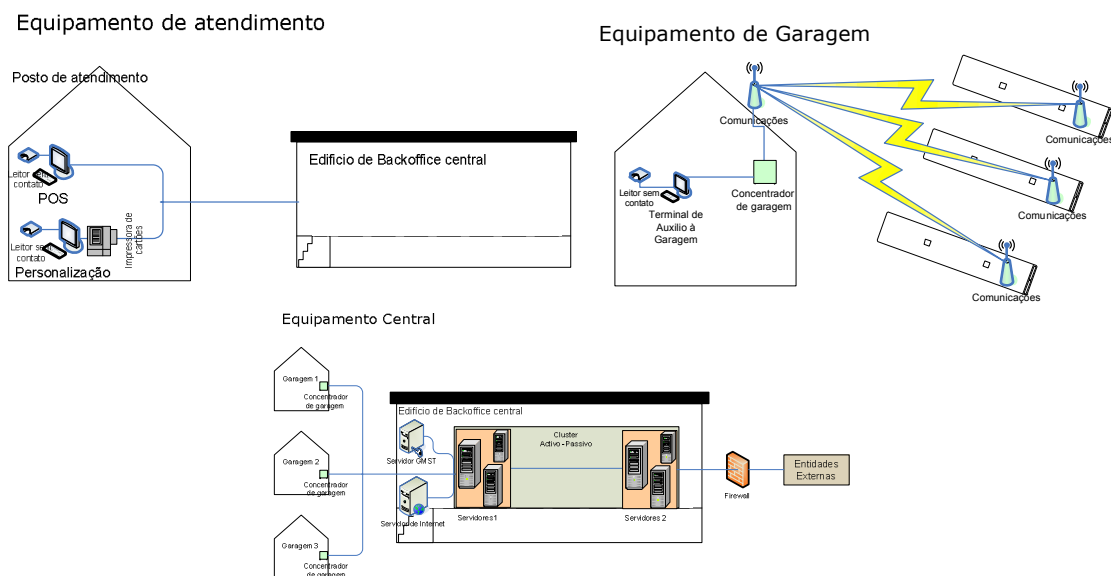 Equipamento de atendimento
Posto de atendimento
Leitor sem
contato
POS
Leitor sem
contato
Impressora de
cartões
Personalização
Edifício de Backoffice central
Equipamento de Garagem
Comunicações
Leitor sem
contato
Terminal de
Auxilio à
Garagem
Concentrador
de garagem
Comunicações
Comunicações
Comunicações
Equipamento Central
Garagem 1
Concentrador
de garagem
Garagem 2
Concentrador
de garagem
Garagem 3
Concentrador
de garagem
Edifício de Backoffice central
Servidor GMST
Servidor de Internet
Cluster
Activo - Passivo
Servidores 1
Servidores 2
Firewall
Entidades
Externas